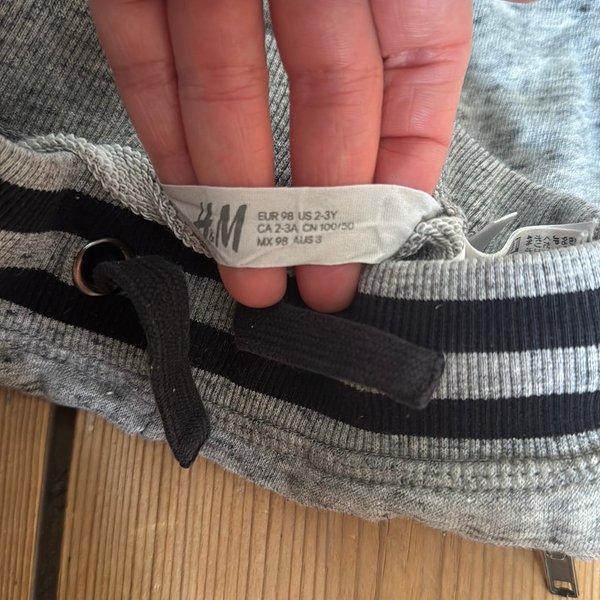 H&M
EUR 98 US 2-3Y
CA 2-3A CN 100/50
MX 98 AUS 3